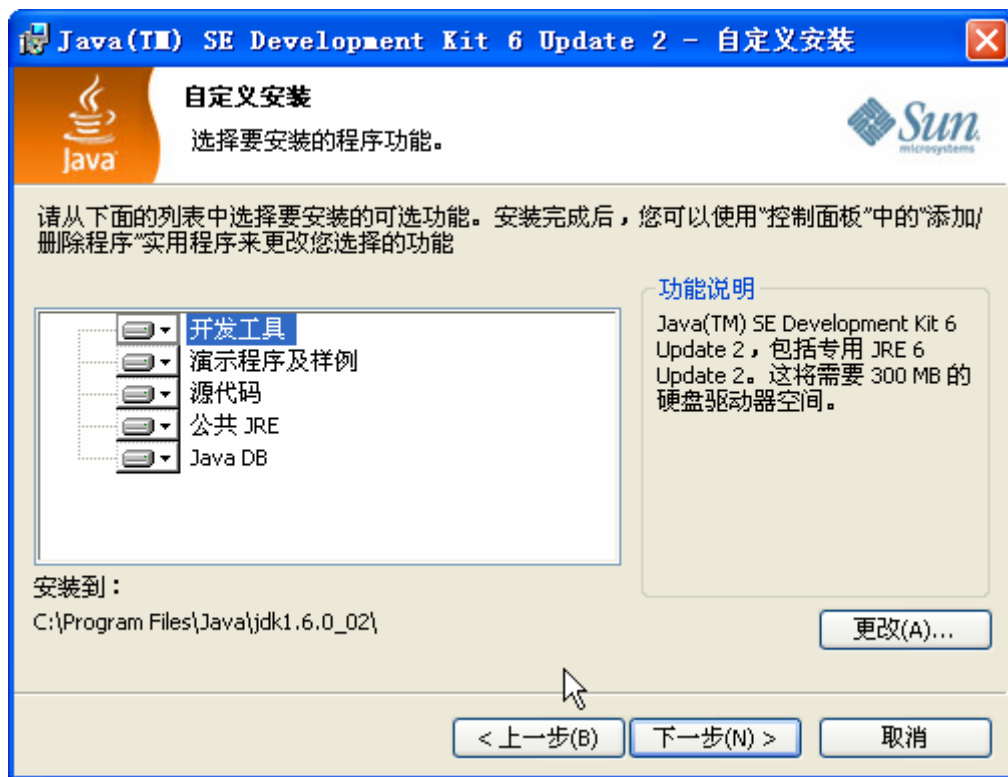 Java(TM) SE Development Kit 6 Update 2 - 自定义安装
自定义安装
选择要安装的程序功能。
Java
Sun
microsystems
请从下面的列表中选择要安装的可选功能。安装完成后，您可以使用"控制面板"中的"添加/
删除程序"实用程序来更改您选择的功能
开发工具
演示程序及样例
源代码
公共 JRE
Java DB
功能说明
Java(TM) SE Development Kit 6
Update 2，包括专用 JRE 6
Update 2。这将需要 300 MB 的
硬盘驱动器空间。
安装到：
C:\Program Files\Java\jdk1.6.0_02\
更改(A)...
< 上一步(B)
下一步(N) >
取消